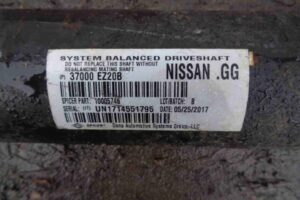 SYSTEM BALANCED DRIVESHAFT
DO NOT REPLACE THIS SHAFT WITHOUT
REBALANCING MATING SHAFT
(P) 37000 EZ20B
NISSAN .GG
SPICER PART: 10005746 LOT/BATCH: B
SERIAL: UN17T4551795 DATE: 05/25/2017
Dana Automotive Systems Group, LLC